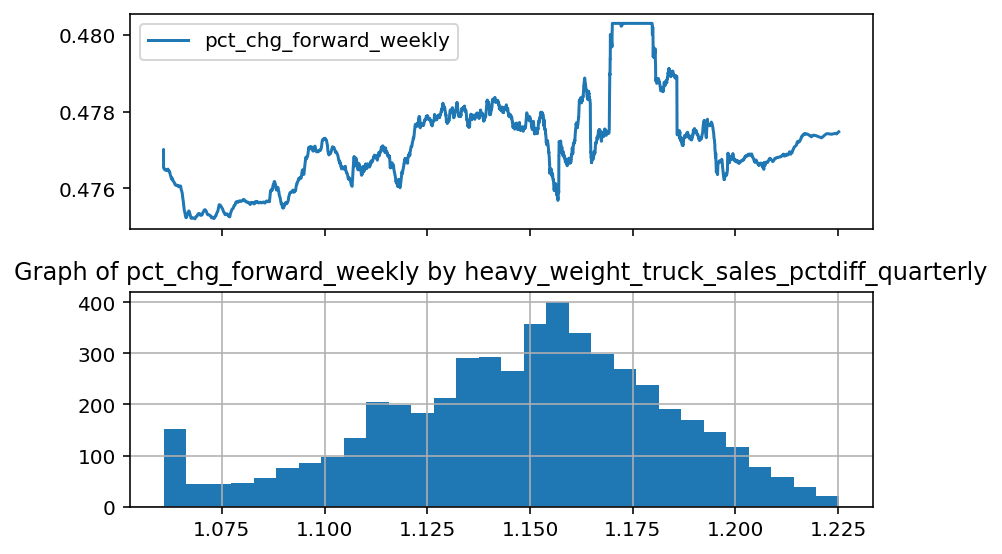 0.480
0.478
0.476
pct_chg_forward_weekly
Graph of pct_chg_forward_weekly by heavy_weight_truck_sales_pctdiff_quarterly
400
300
200
100
0
1.075 1.100 1.125 1.150 1.175 1.200 1.225